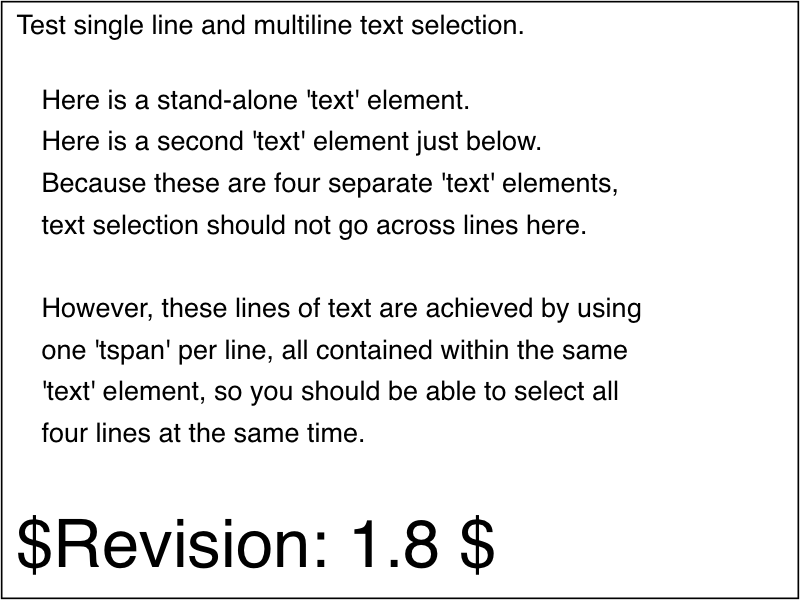 Test single line and multiline text selection.
Here is a stand-alone 'text' element.
Here is a second 'text' element just below.
Because these are four separate 'text' elements,
text selection should not go across lines here.
However, these lines of text are achieved by using
one 'tspan' per line, all contained within the same
'text' element, so you should be able to select all
four lines at the same time.
$Revision: 1.8 $